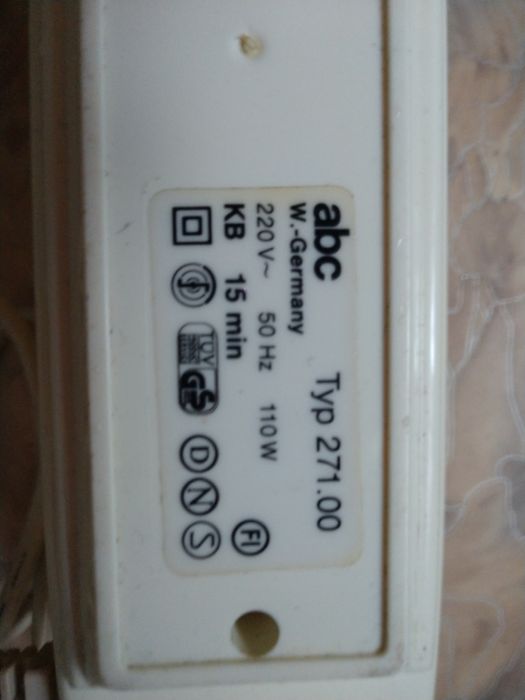 abc Typ 271.00
W.-Germany
220 V~ 50 Hz 110 W
KB 15 min FI
TÜV GS D N S